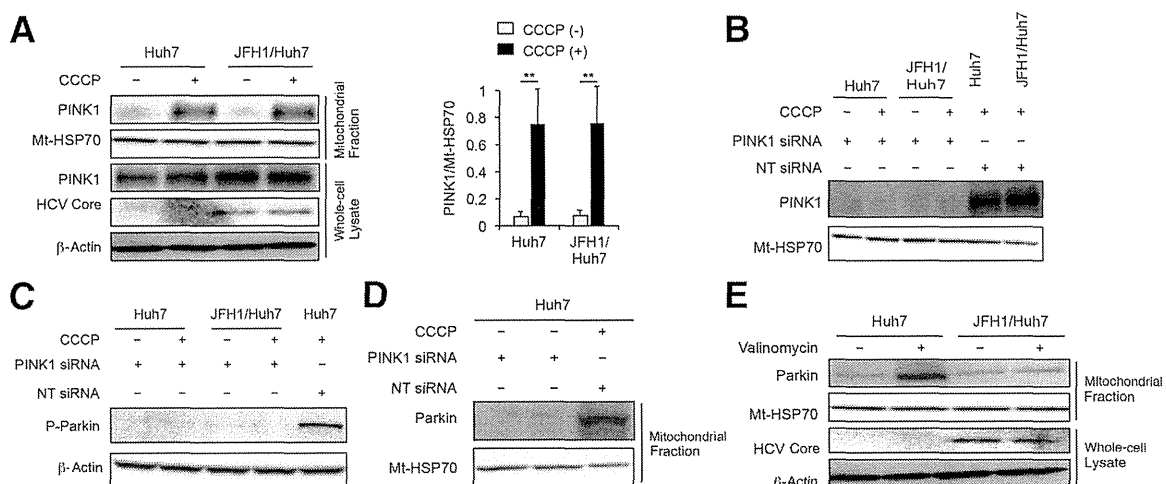 A
Huh7 JFH1/Huh7
CCCP - + - +
PINK1
Mt-HSP70
Mitochondrial Fraction
PINK1
HCV Core
β-Actin
Whole-cell Lysate
CCCP (-)
CCCP (+)
** **
PINK1/Mt-HSP70
1
0.8
0.6
0.4
0.2
0
Huh7 JFH1/
Huh7
B
Huh7 JFH1/
Huh7 Huh7 JFH1/Huh7
CCCP - + - + + +
PINK1 siRNA + + + + - -
NT siRNA - - - - + +
PINK1
Mt-HSP70
C
Huh7 JFH1/Huh7 Huh7
CCCP - + - + +
PINK1 siRNA + + + + -
NT siRNA - - - - +
P-Parkin
β-Actin
D
Huh7
CCCP - - +
PINK1 siRNA + + -
NT siRNA - - +
Parkin
Mt-HSP70
Mitochondrial
Fraction
E
Huh7 JFH1/Huh7
Valinomycin - + - +
Parkin
Mt-HSP70
Mitochondrial
Fraction
HCV Core
β-Actin
Whole-cell
Lysate